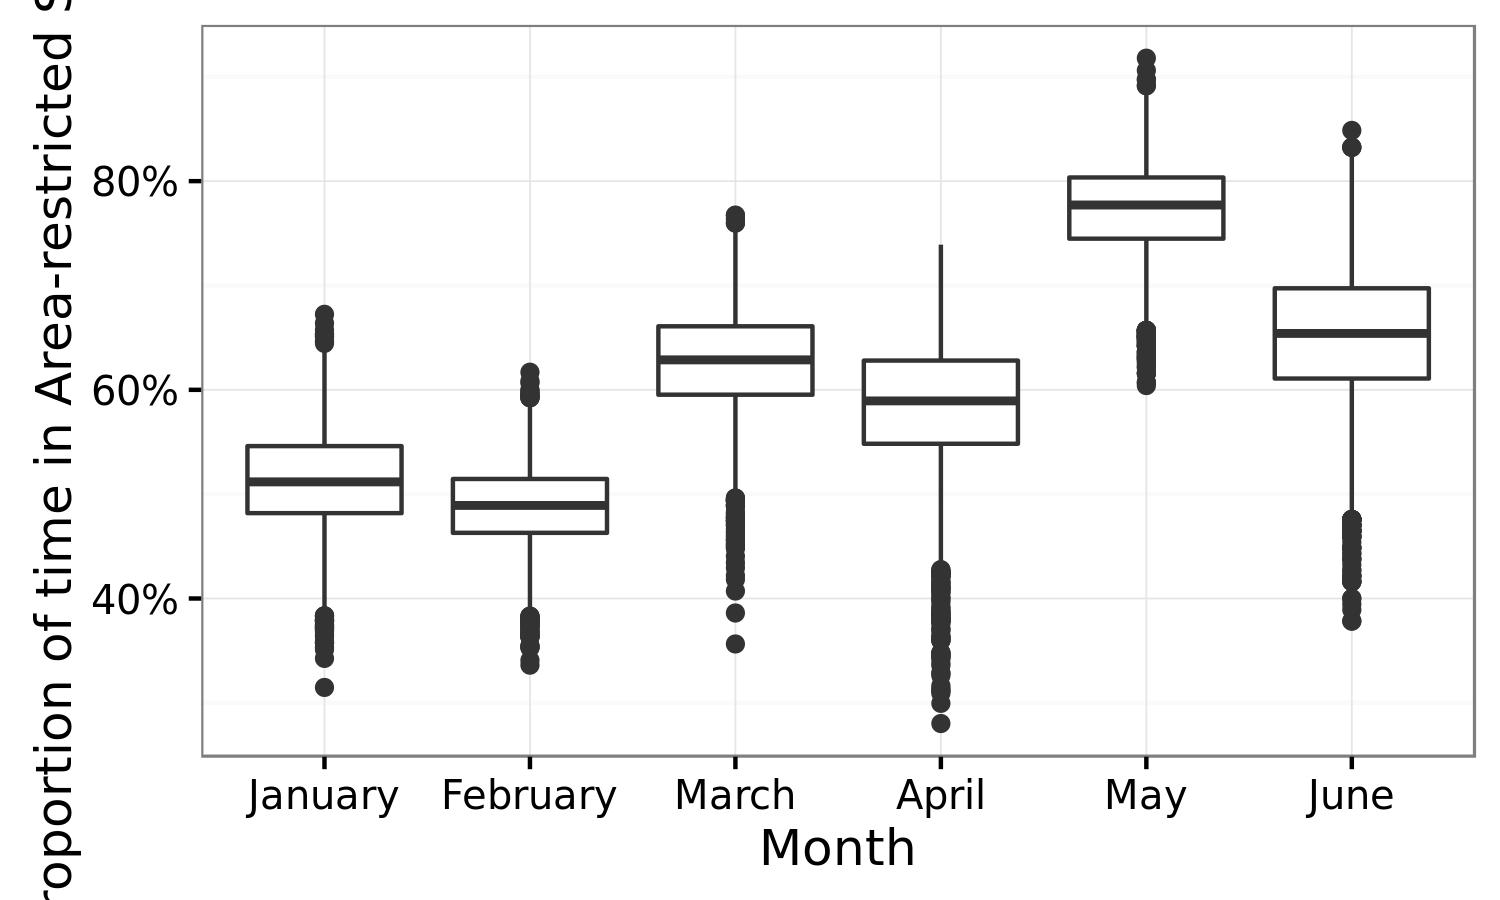 roportion of time in Area-restricted S
80%
60%
40%
January February March April May June
Month